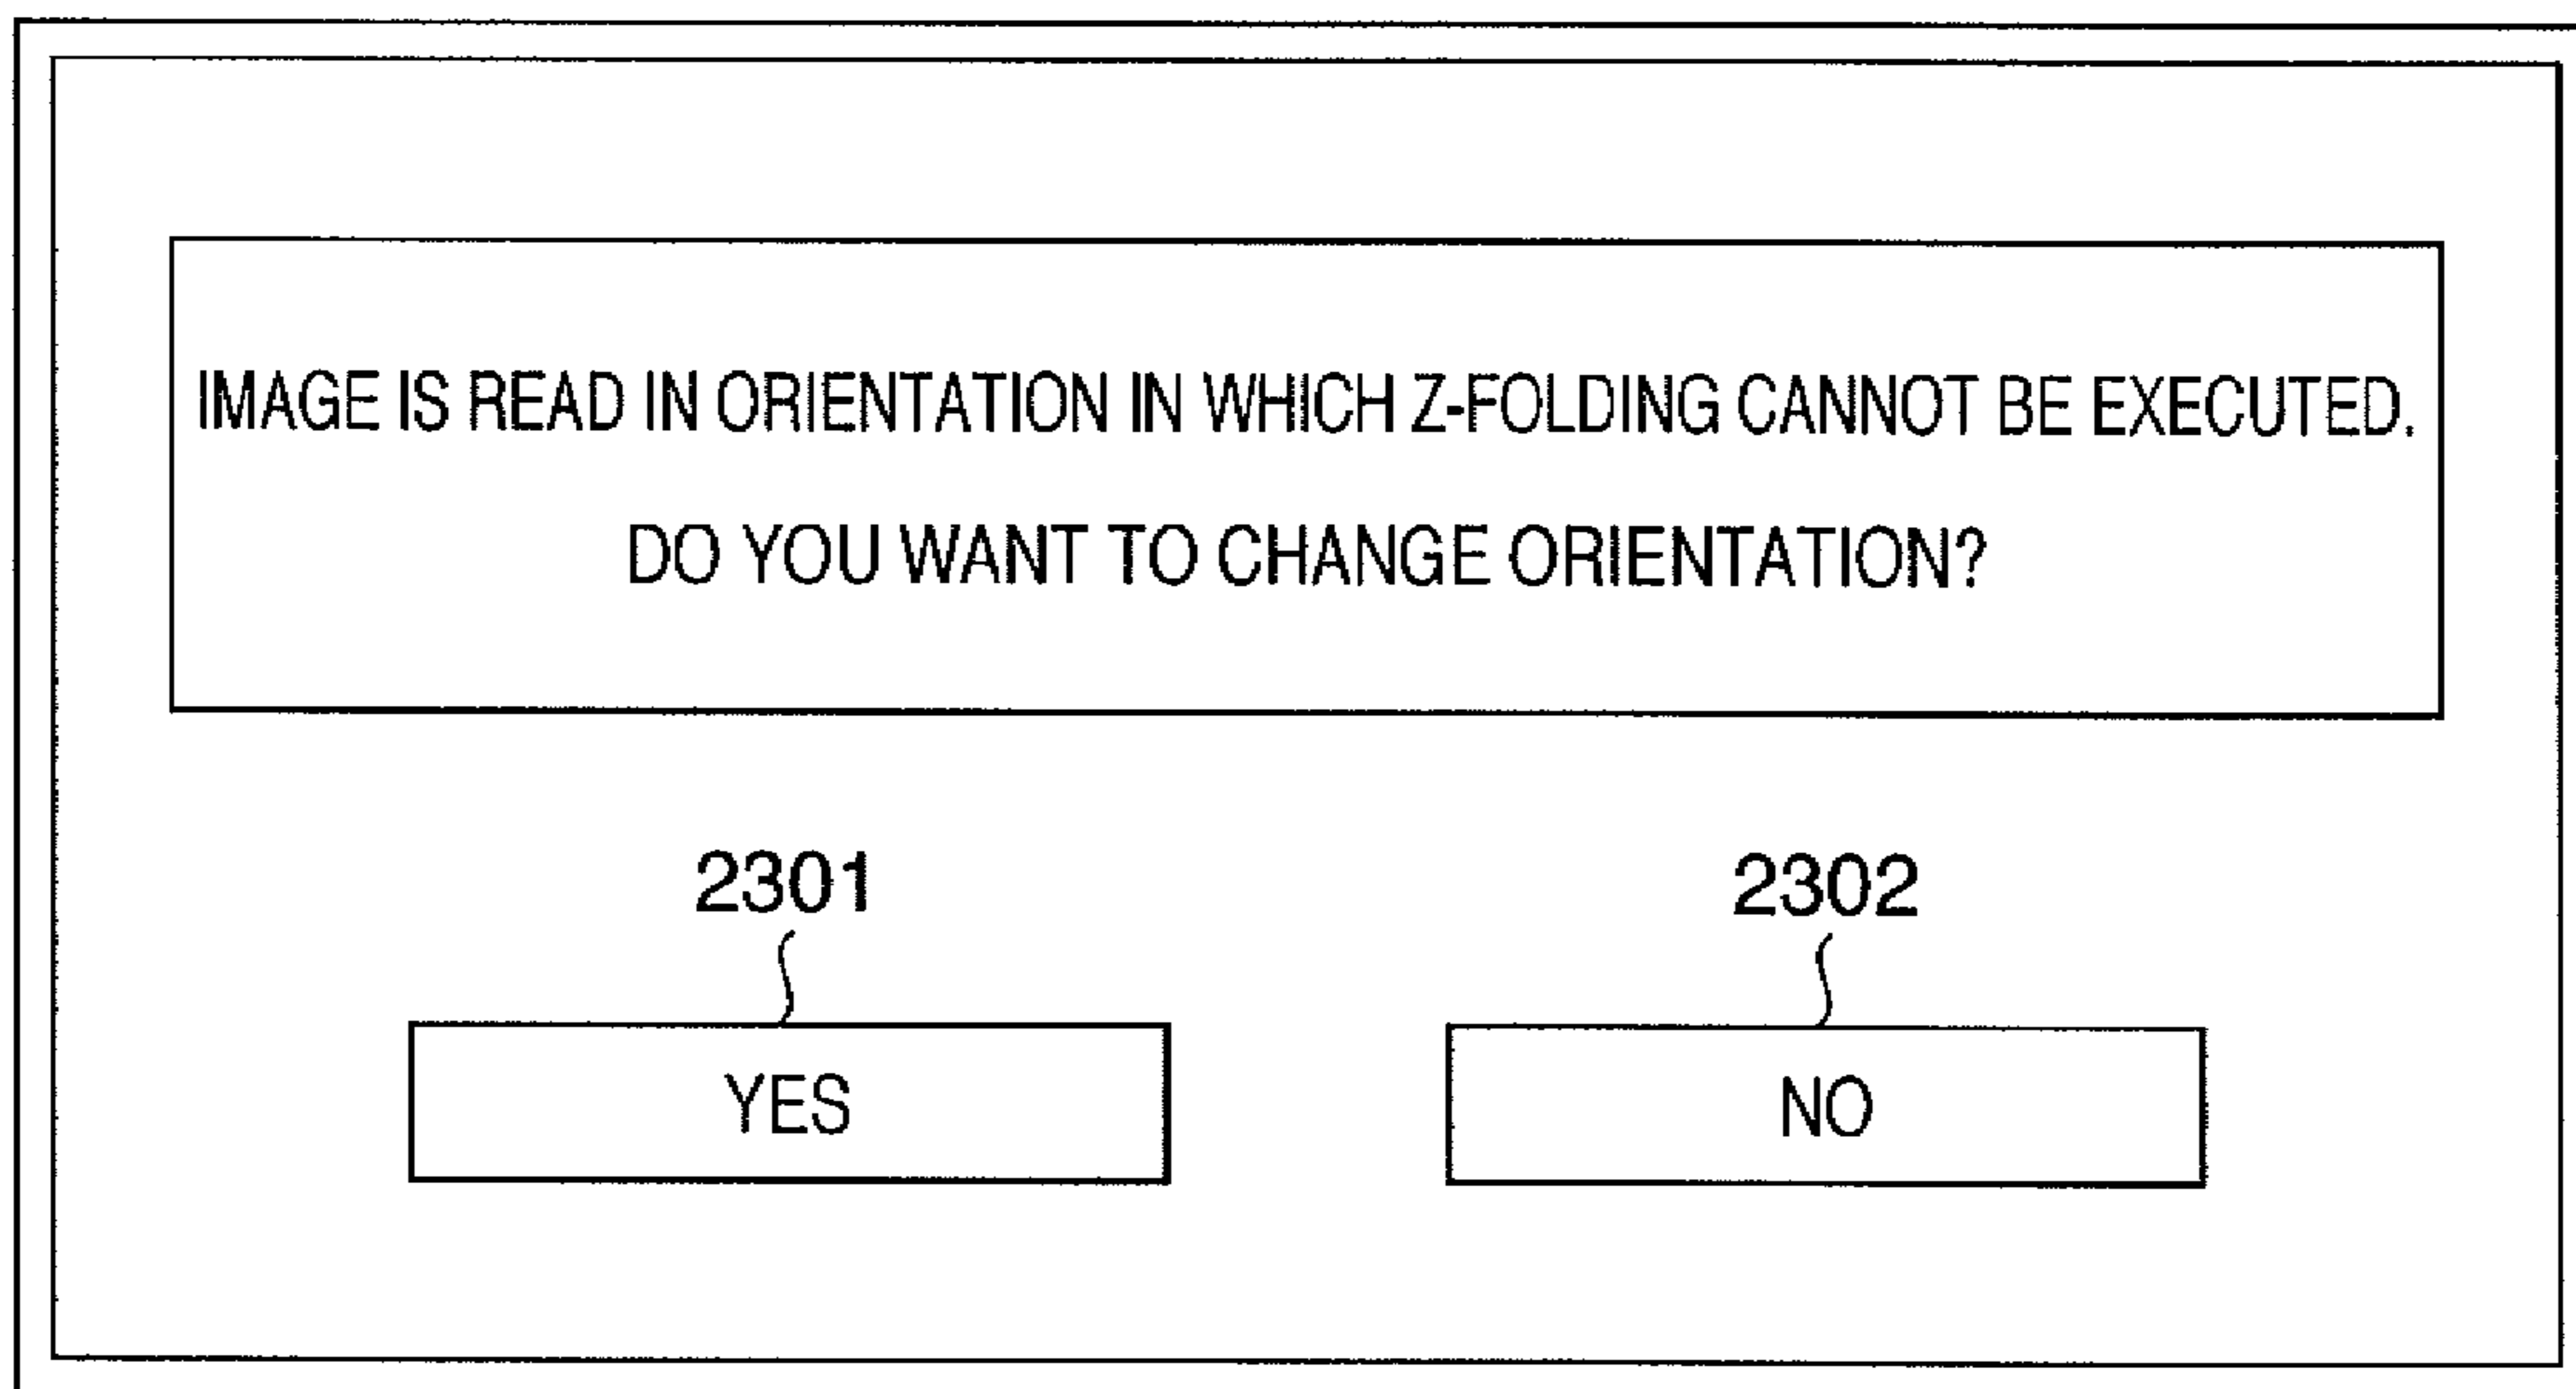 IMAGE IS READ IN ORIENTATION IN WHICH Z-FOLDING CANNOT BE EXECUTED.
DO YOU WANT TO CHANGE ORIENTATION?
2301 2302
YES NO